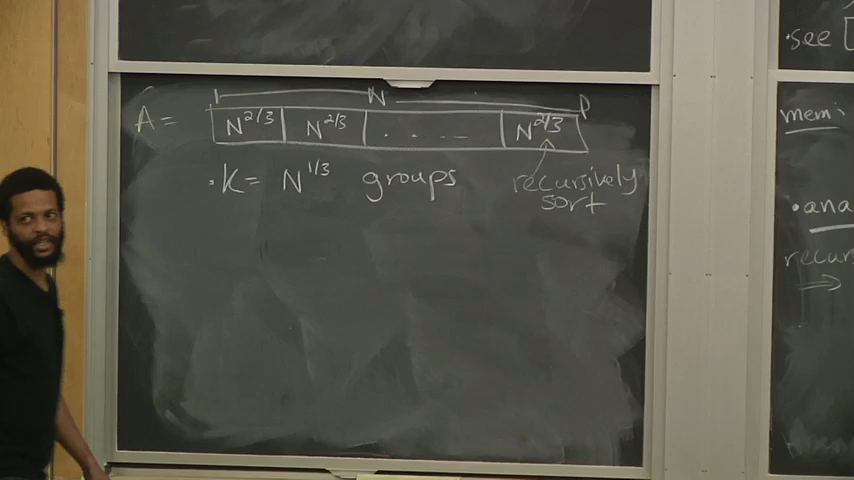 N
A = N^2/3 N^2/3 . . _ _ N^2/3
• K = N^1/3 groups
recursively
sort
• see
mem:
• ana
recur
⇒